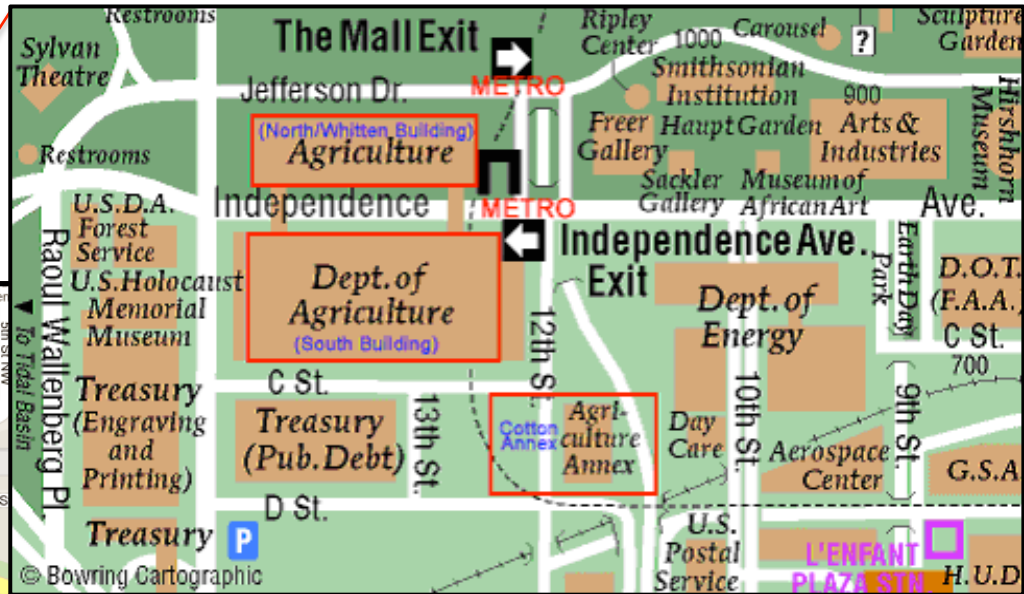 Restrooms
The Mall Exit
Ripley
Center
1000
Carousel
?
Sculpture
Garden
Sylvan
Theatre
METRO
Jefferson Dr.
Smithsonian
Institution
900
Hirshhorn
Museum
(North/Whitten Building)
Agriculture
Freer
Gallery
Haupt Garden
Arts &
Industries
Restrooms
Sackler
Gallery
Museum of
African Art
U.S.D.A.
Forest
Service
Independence
METRO
Ave.
Independence Ave.
Exit
Earth Day
Park
U.S. Holocaust
Memorial
Museum
Raoul Wallenberg Pl.
To Tidal Basin
Dept. of
Agriculture
(South Building)
12th St.
Dept. of
Energy
D.O.T.
(F.A.A.)
C St.
700
C St.
Treasury
(Engraving
and
Printing)
Treasury
(Pub. Debt)
13th St.
Cotton
Annex
Agri-
culture
Annex
Day
Care
10th St.
Aerospace
Center
9th St.
G.S.A
D St.
Treasury
P
U.S.
Postal
Service
L'ENFANT
PLAZA STN.
H.U.D
© Bowring Cartographic